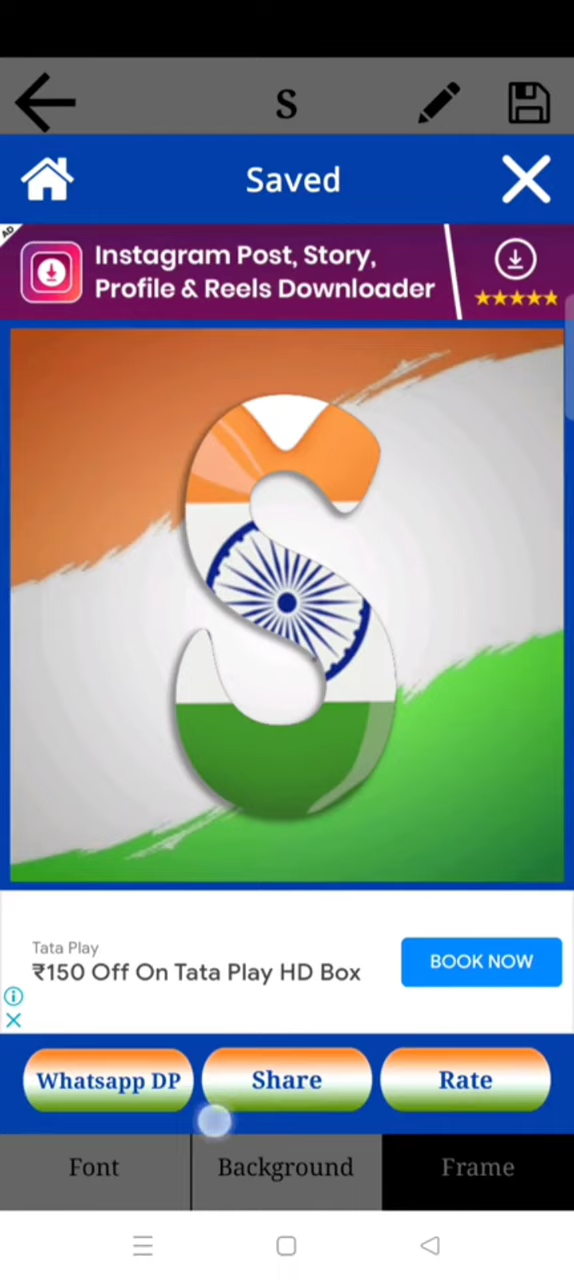 S
Saved
AD
Instagram Post, Story,
Profile & Reels Downloader
S
Tata Play
₹150 Off On Tata Play HD Box
BOOK NOW
Whatsapp DP
Share
Rate
Font
Background
Frame